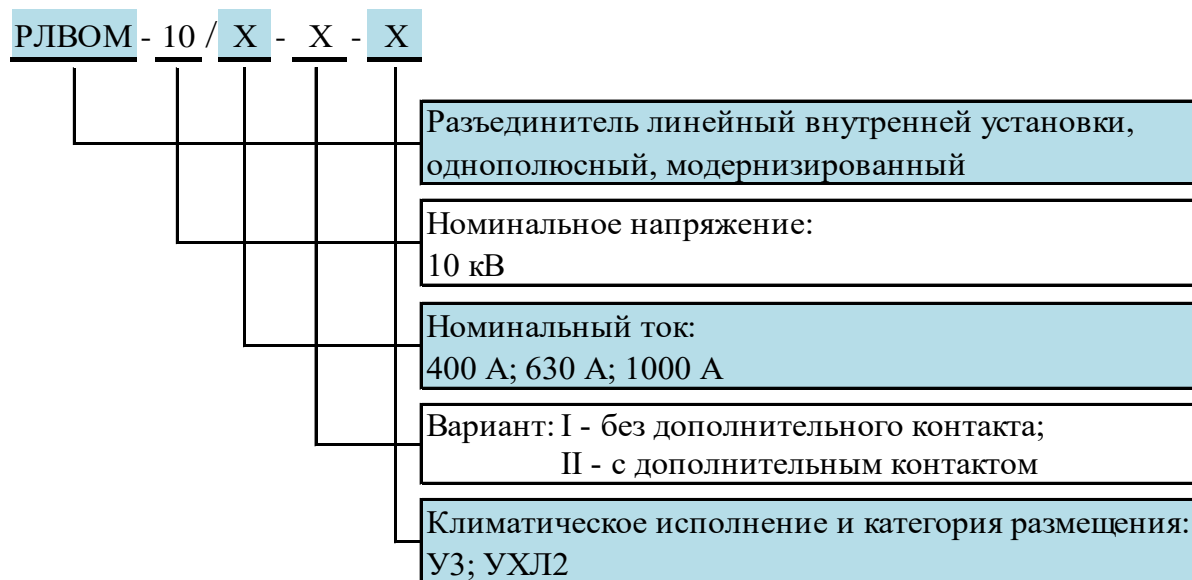 РЛВОМ - 10 / Х - Х - Х
Разъединитель линейный внутренней установки,
однополюсный, модернизированный
Номинальное напряжение:
10 кВ
Номинальный ток:
400 А; 630 А; 1000 А
Вариант: I - без дополнительного контакта;
II - с дополнительным контактом
Климатическое исполнение и категория размещения:
У3; УХЛ2